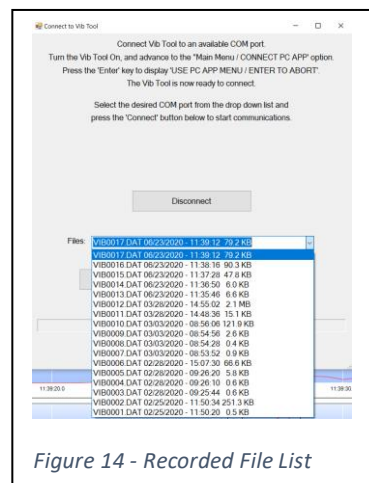 Connect to Vib Tool
Connect Vib Tool to an available COM port.
Turn the Vib Tool On, and advance to the "Main Menu / CONNECT PC APP" option.
Press the 'Enter' key to display 'USE PC APP MENU / ENTER TO ABORT'.
The Vib Tool is now ready to connect.
Select the desired COM port from the drop down list and
press the 'Connect' button below to start communications.
Disconnect
Files: VIB0017.DAT 06/23/2020 - 11:39:12 79.2 KB
VIB0017.DAT 06/23/2020 - 11:39:12 79.2 KB
VIB0016.DAT 06/23/2020 - 11:38:16 90.3 KB
VIB0015.DAT 06/23/2020 - 11:37:28 47.8 KB
VIB0014.DAT 06/23/2020 - 11:36:50 6.0 KB
VIB0013.DAT 06/23/2020 - 11:35:46 6.6 KB
VIB0012.DAT 03/28/2020 - 14:55:02 2.1 MB
VIB0011.DAT 03/28/2020 - 14:48:36 15.1 KB
VIB0010.DAT 03/03/2020 - 08:56:06 121.9 KB
VIB0009.DAT 03/03/2020 - 08:54:56 2.6 KB
VIB0008.DAT 03/03/2020 - 08:54:28 0.4 KB
VIB0007.DAT 03/03/2020 - 08:53:52 0.9 KB
VIB0006.DAT 02/28/2020 - 15:07:30 66.6 KB
VIB0005.DAT 02/28/2020 - 09:26:20 5.8 KB
VIB0004.DAT 02/28/2020 - 09:26:10 0.6 KB
VIB0003.DAT 02/28/2020 - 09:25:44 0.6 KB
VIB0002.DAT 02/25/2020 - 11:50:34 251.3 KB
VIB0001.DAT 02/25/2020 - 11:50:20 0.5 KB
11:39:20.0
11:39:30
Figure 14 - Recorded File List